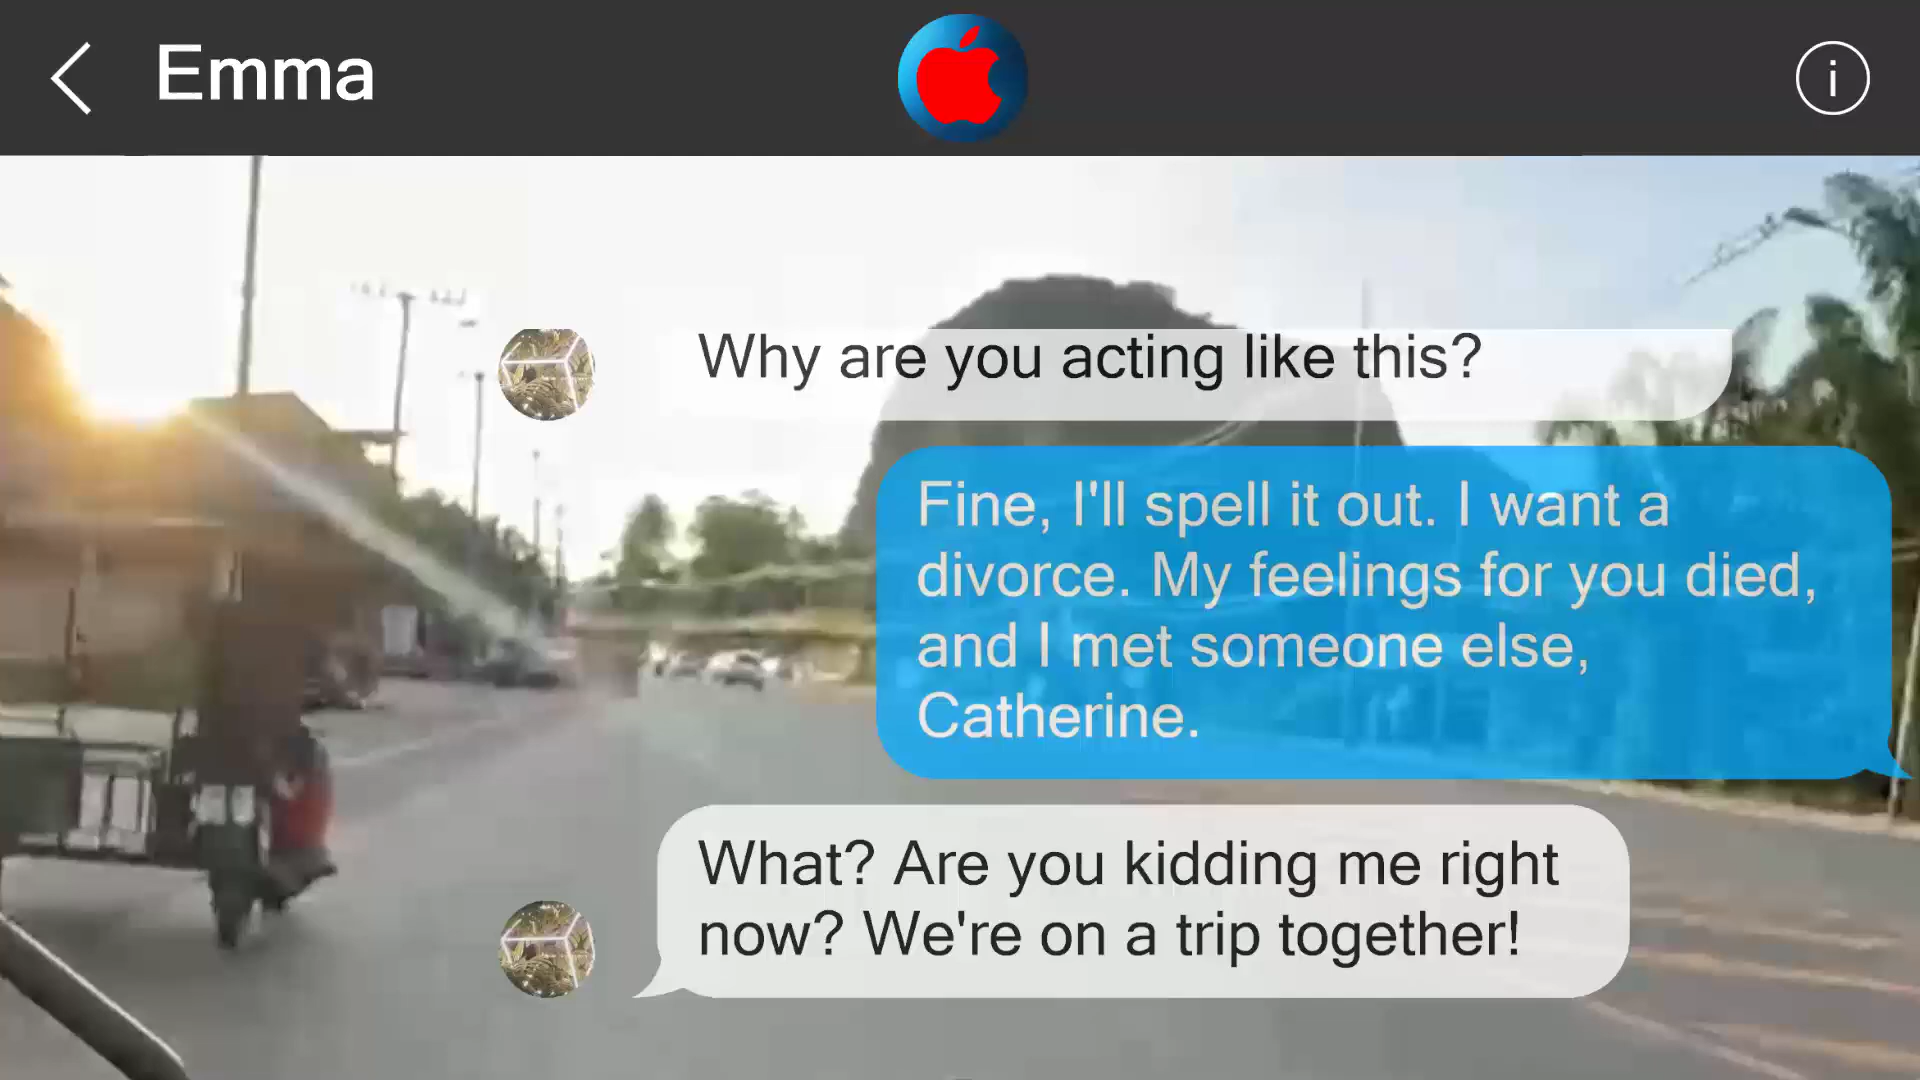 Emma
i
Why are you acting like this?
Fine, I'll spell it out. I want a
divorce. My feelings for you died,
and I met someone else,
Catherine.
What? Are you kidding me right
now? We're on a trip together!